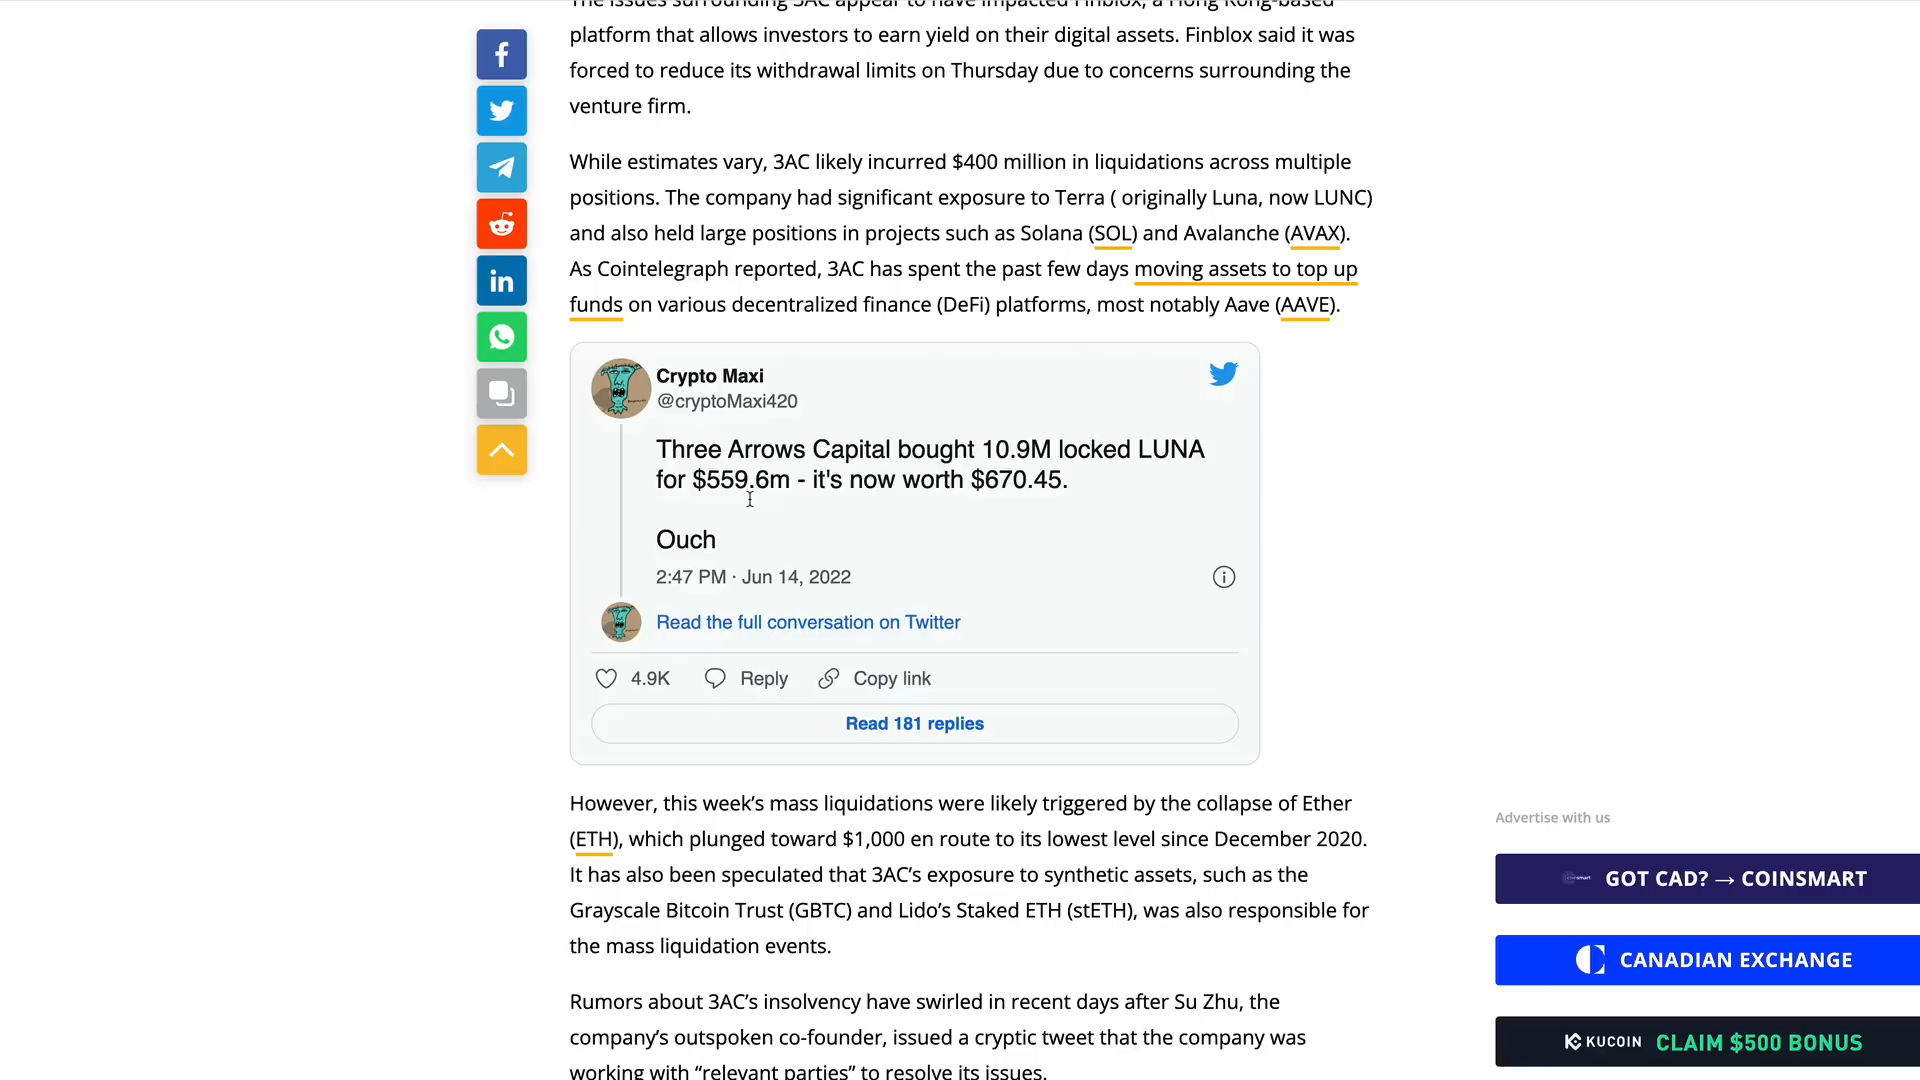 The issues surrounding 3AC appear to have impacted Finblox, a Hong Kong-based
platform that allows investors to earn yield on their digital assets. Finblox said it was
forced to reduce its withdrawal limits on Thursday due to concerns surrounding the
venture firm.
While estimates vary, 3AC likely incurred $400 million in liquidations across multiple
positions. The company had significant exposure to Terra ( originally Luna, now LUNC)
and also held large positions in projects such as Solana (SOL) and Avalanche (AVAX).
As Cointelegraph reported, 3AC has spent the past few days moving assets to top up
funds on various decentralized finance (DeFi) platforms, most notably Aave (AAVE).
Crypto Maxi
@cryptoMaxi420
Three Arrows Capital bought 10.9M locked LUNA
for $559.6m - it's now worth $670.45.
Ouch
2:47 PM · Jun 14, 2022
Read the full conversation on Twitter
4.9K Reply Copy link
Read 181 replies
However, this week’s mass liquidations were likely triggered by the collapse of Ether
(ETH), which plunged toward $1,000 en route to its lowest level since December 2020.
It has also been speculated that 3AC’s exposure to synthetic assets, such as the
Grayscale Bitcoin Trust (GBTC) and Lido’s Staked ETH (stETH), was also responsible for
the mass liquidation events.
Rumors about 3AC’s insolvency have swirled in recent days after Su Zhu, the
company’s outspoken co-founder, issued a cryptic tweet that the company was
working with “relevant parties” to resolve its issues.
Advertise with us
GOT CAD? → COINSMART
CANADIAN EXCHANGE
KUCOIN CLAIM $500 BONUS